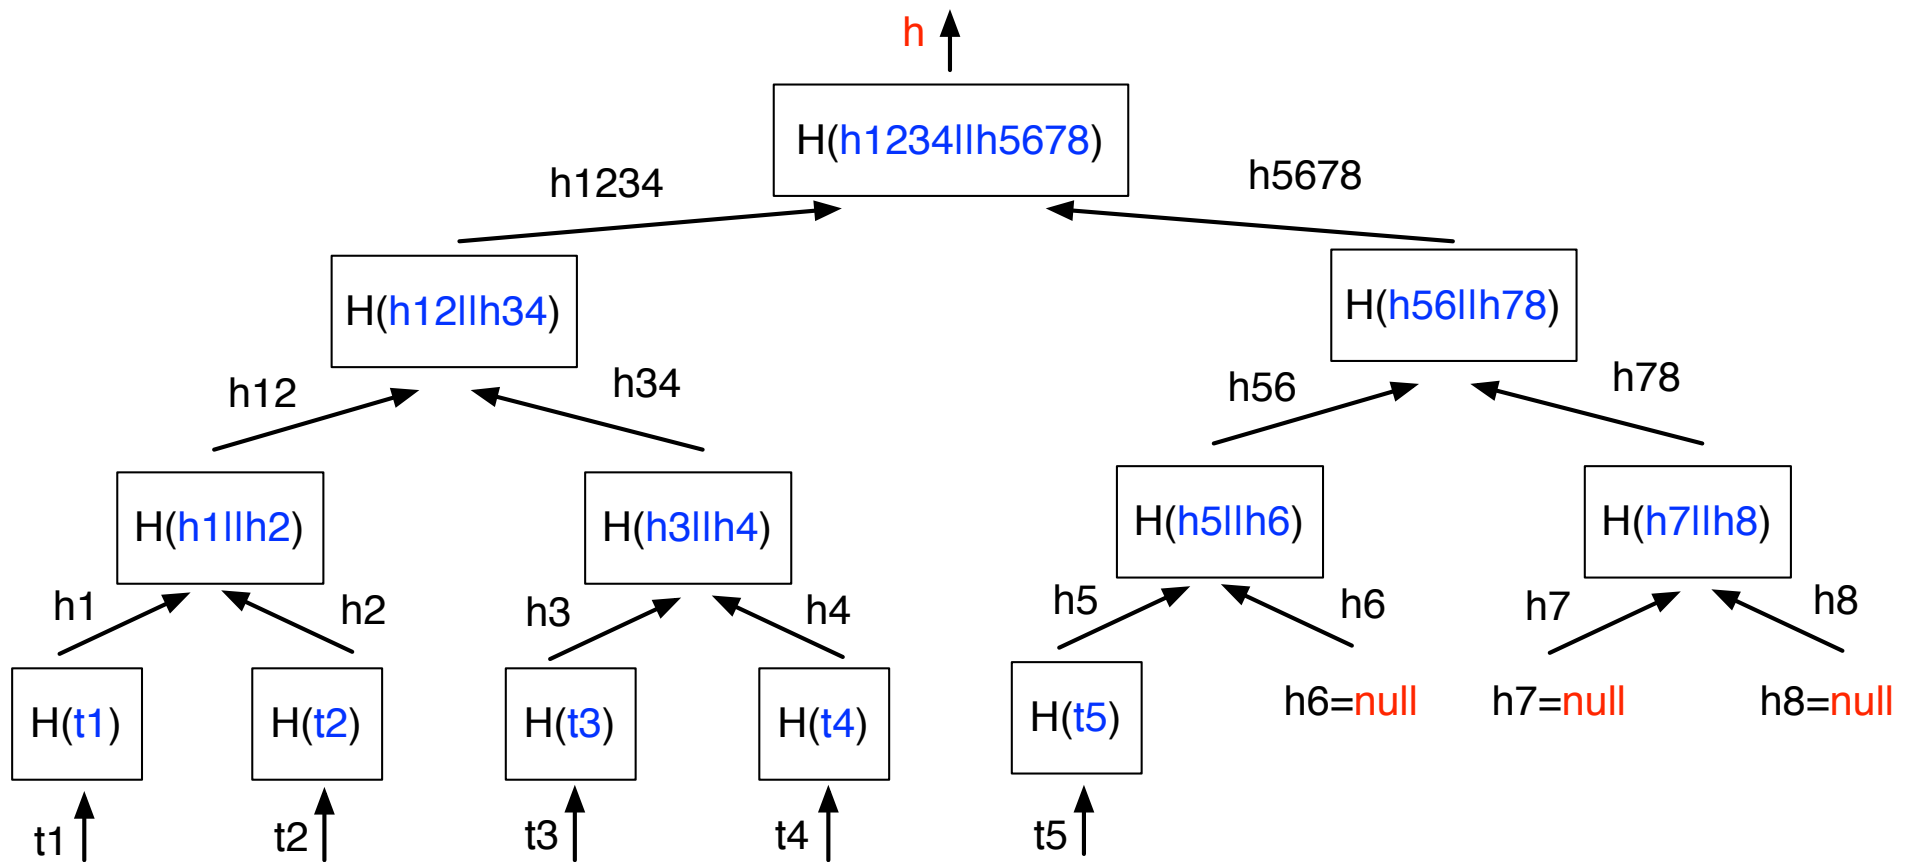 h
H(h1234||h5678)
h1234
h5678
H(h12||h34)
H(h56||h78)
h12
h34
h56
h78
H(h1||h2)
H(h3||h4)
H(h5||h6)
H(h7||h8)
h1
h2
h3
h4
h5
h6
h7
h8
H(t1)
H(t2)
H(t3)
H(t4)
H(t5)
h6=null
h7=null
h8=null
t1
t2
t3
t4
t5